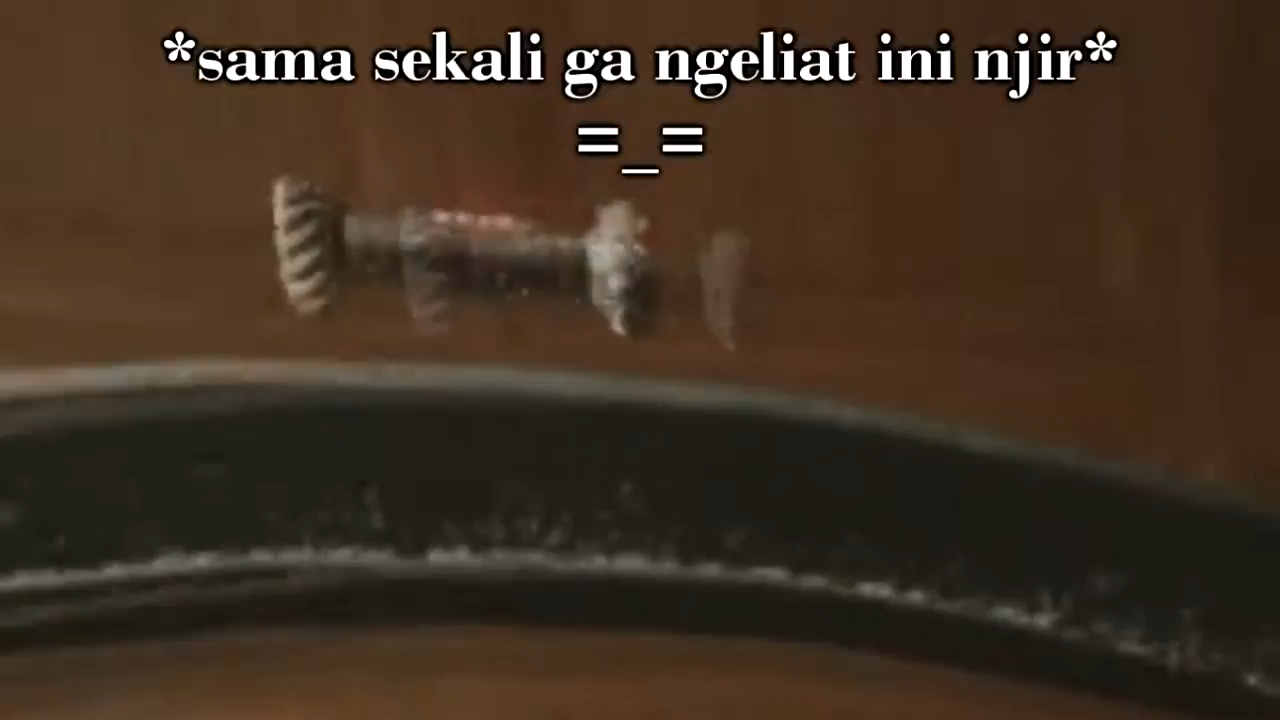 *sama sekali ga ngeliat ini njir*
=_=